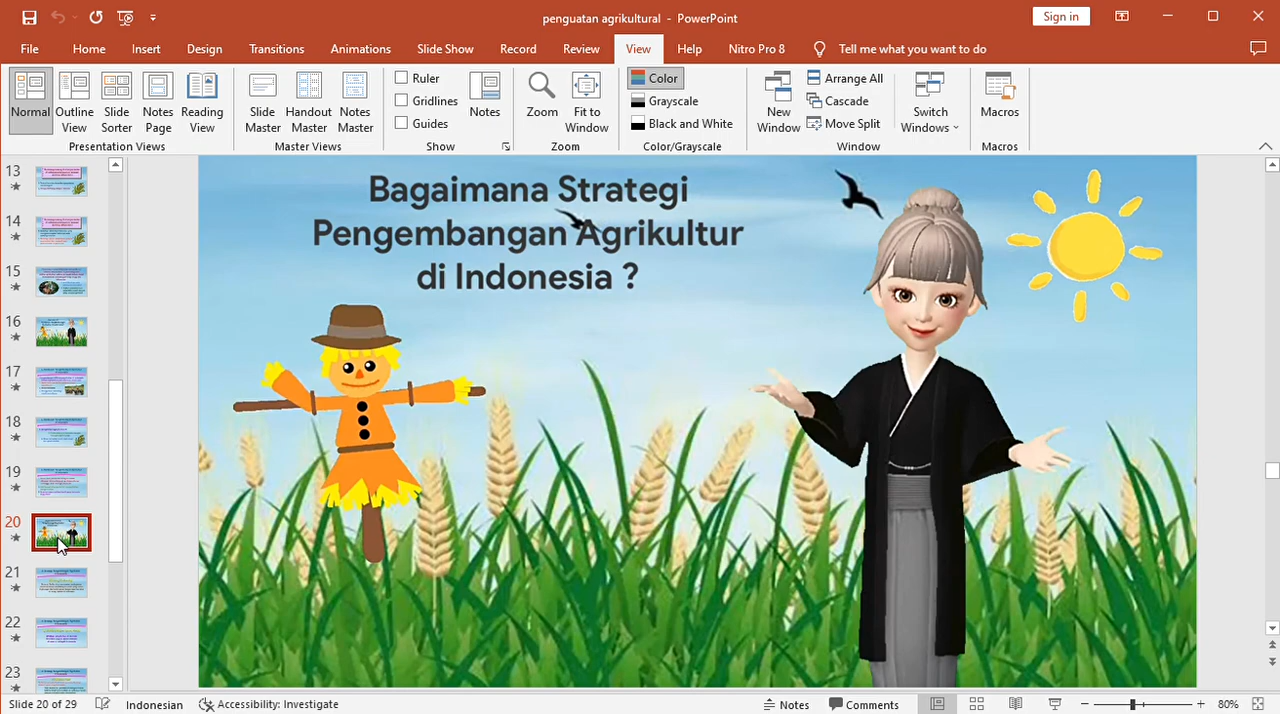 penguatan agrikultural - PowerPoint
Sign in
File Home Insert Design Transitions Animations Slide Show Record Review View Help Nitro Pro 8 Tell me what you want to do
Normal
Outline View
Slide Sorter
Notes Page
Reading View
Presentation Views
Slide Master
Handout Master
Notes Master
Master Views
Ruler
Gridlines
Guides
Notes
Show
Zoom
Fit to Window
Zoom
Color
Grayscale
Black and White
Color/Grayscale
New Window
Arrange All
Cascade
Move Split
Switch Windows
Window
Macros
Macros
13
14
15
16
17
18
19
20
21
22
23
Bagaimana Strategi
Pengembangan Agrikultur
di Indonesia ?
Slide 20 of 29 Indonesian Accessibility: Investigate Notes Comments 80%